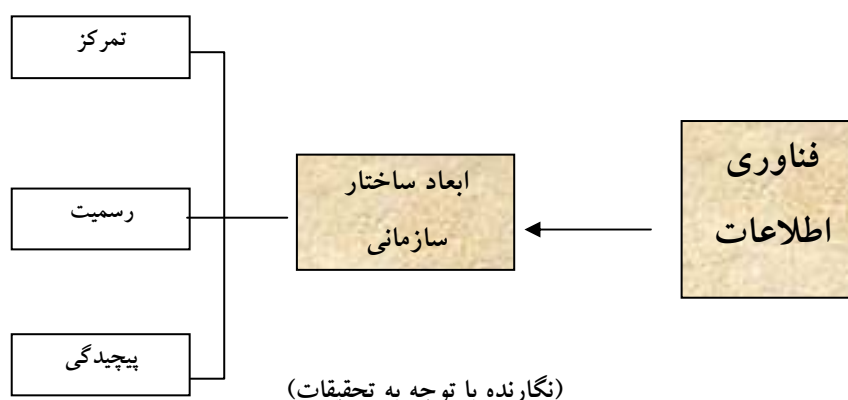 تمرکز
فناوری
اطلاعات
ابعاد ساختار
سازمانی
رسمیت
پیچیدگی
(نگارنده با توجه به تحقیقات)